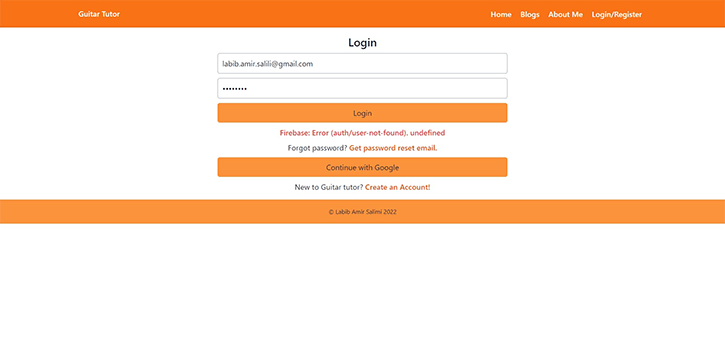 Guitar Tutor Home Blogs About Me Login/Register
Login
labib.amir.salili@gmail.com
••••••••
Login
Firebase: Error (auth/user-not-found). undefined
Forgot password? Get password reset email.
Continue with Google
New to Guitar tutor? Create an Account!
© Labib Amir Salimi 2022